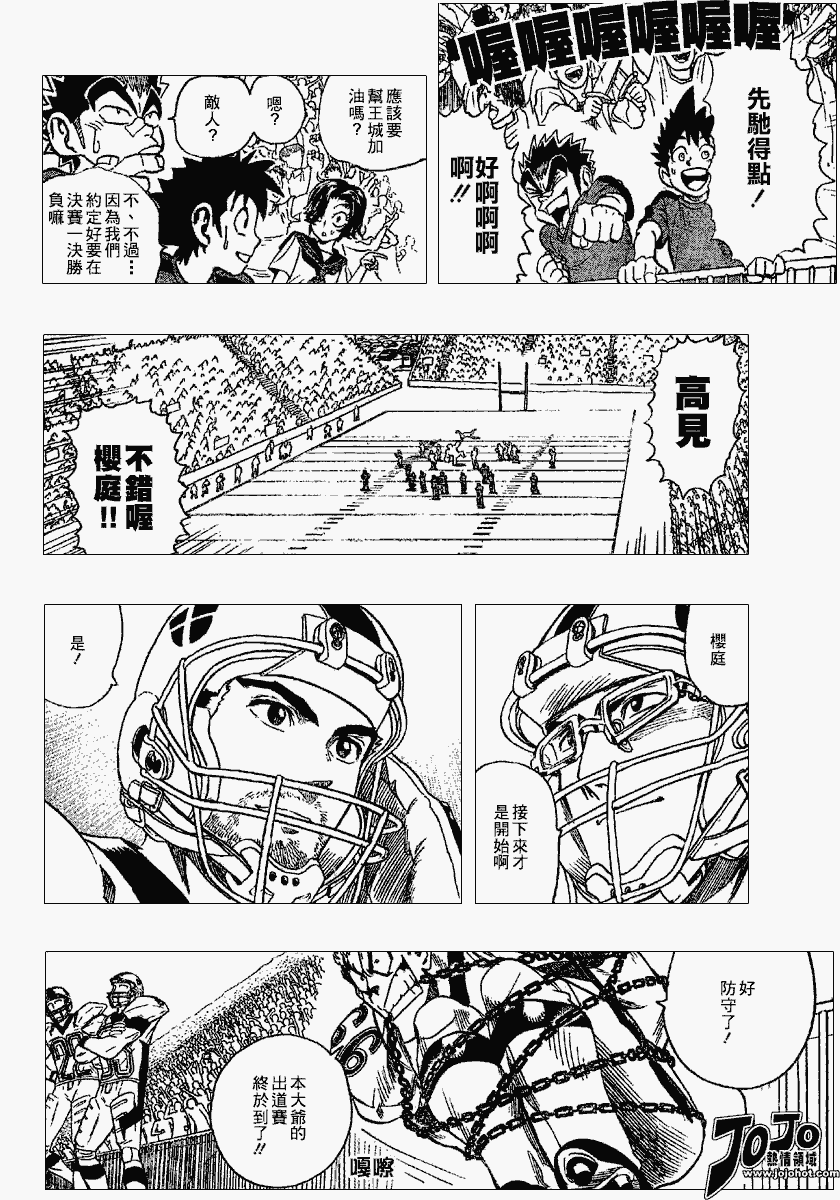 喔喔喔喔喔喔
先馳得點！
好啊啊啊
啊!!
應該要
幫王城加
油嗎？
嗯？
敵人？
不、不過…
因為我們
約定好要在
決賽一決勝
負嘛
高見
不錯喔
櫻庭!!
櫻庭
接下來才
是開始啊
是！
好
防守了！
66
本大爺的
出道賽
終於到了!!
嘎嚓
JOJO
熱情領域
www.jojohot.com